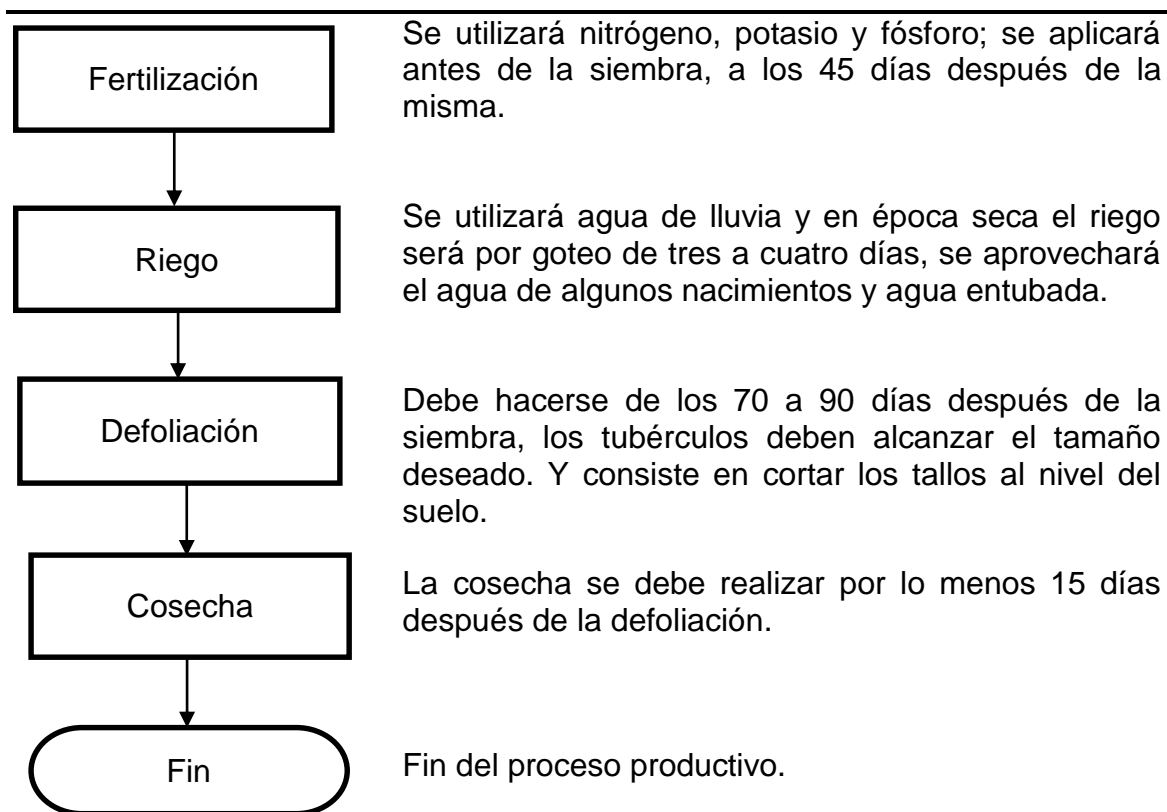 Fertilización
Se utilizará nitrógeno, potasio y fósforo; se aplicará
antes de la siembra, a los 45 días después de la
misma.
Riego
Se utilizará agua de lluvia y en época seca el riego
será por goteo de tres a cuatro días, se aprovechará
el agua de algunos nacimientos y agua entubada.
Defoliación
Debe hacerse de los 70 a 90 días después de la
siembra, los tubérculos deben alcanzar el tamaño
deseado. Y consiste en cortar los tallos al nivel del
suelo.
Cosecha
La cosecha se debe realizar por lo menos 15 días
después de la defoliación.
Fin
Fin del proceso productivo.